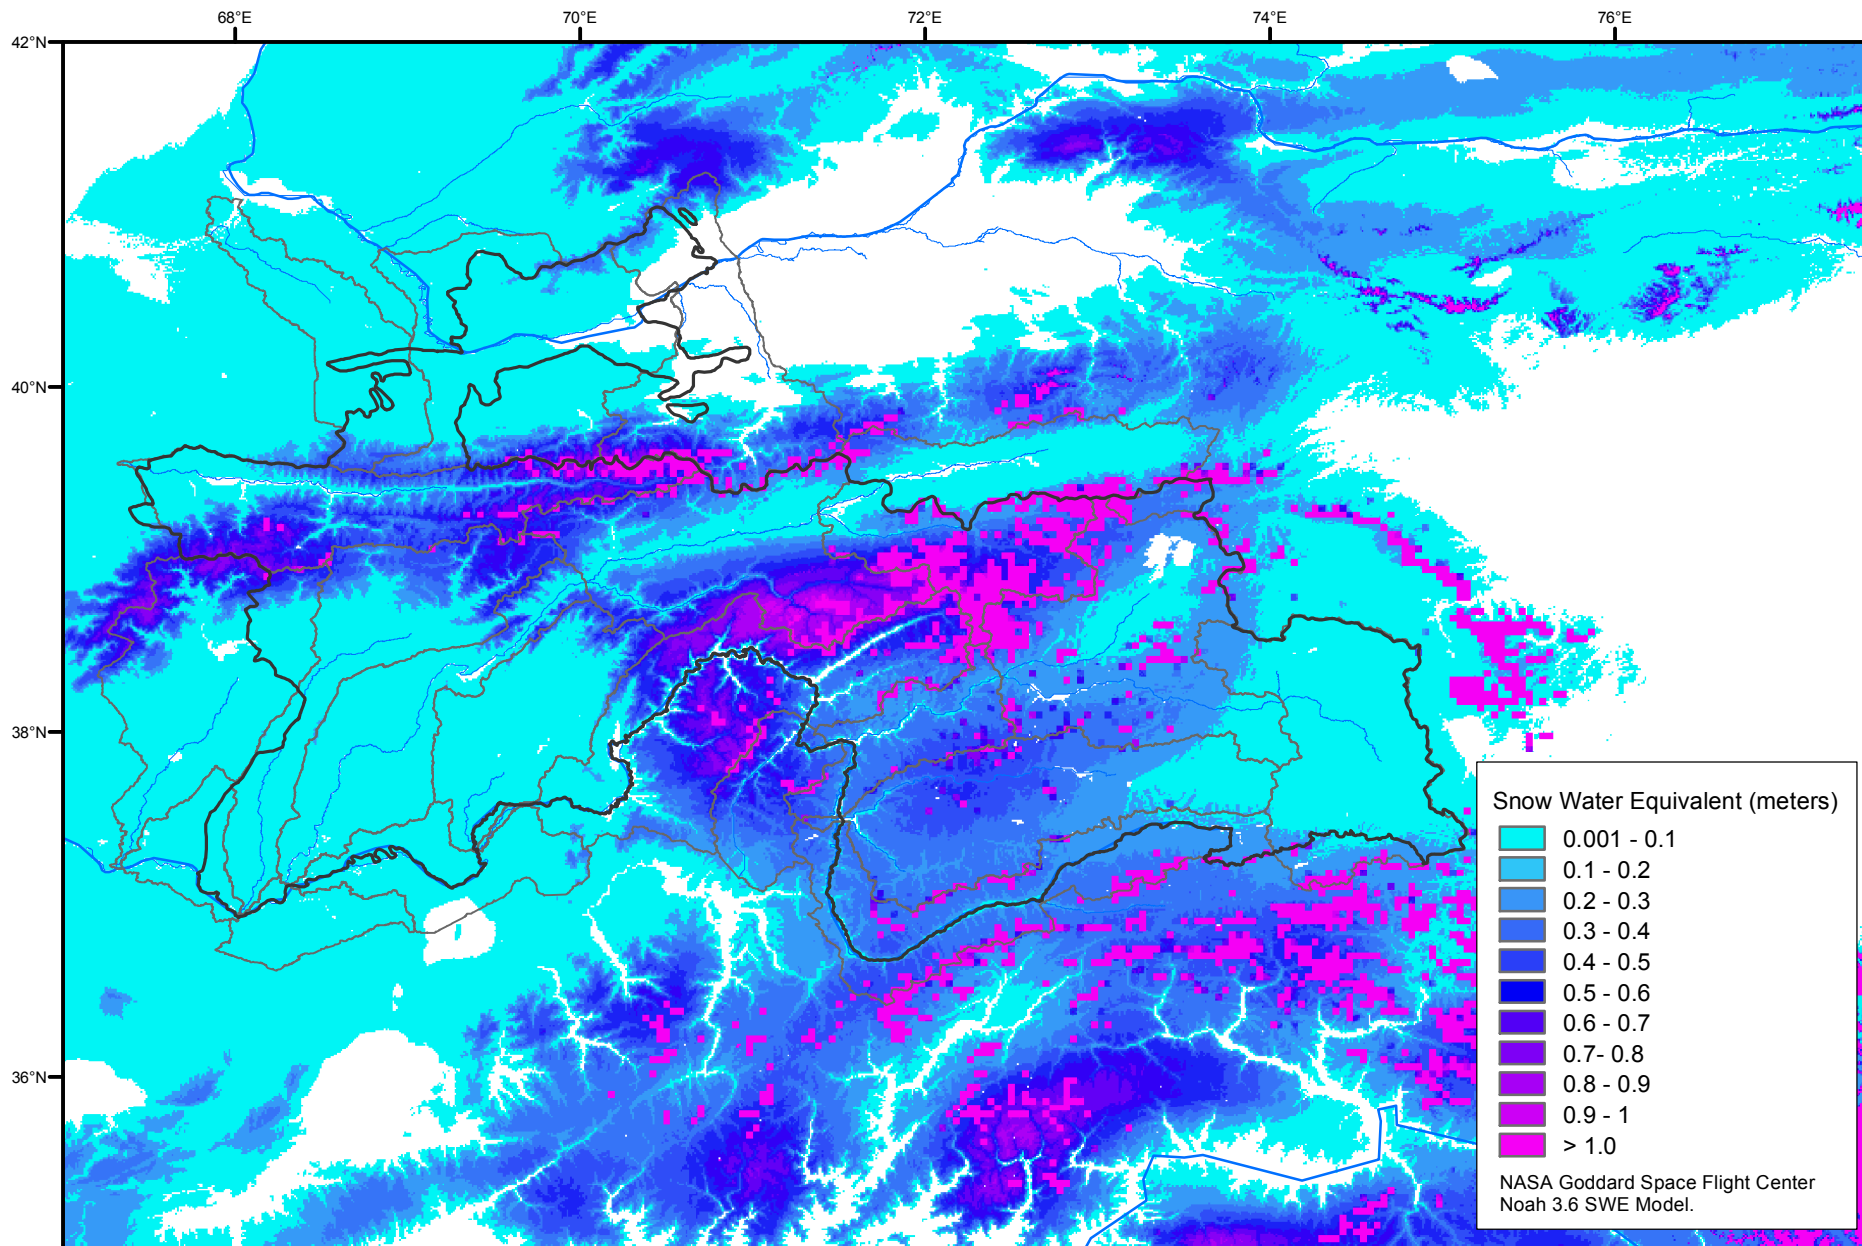 68°E
70°E
72°E
74°E
76°E
42°N
40°N
38°N
36°N
Snow Water Equivalent (meters)
0.001 - 0.1
0.1 - 0.2
0.2 - 0.3
0.3 - 0.4
0.4 - 0.5
0.5 - 0.6
0.6 - 0.7
0.7- 0.8
0.8 - 0.9
0.9 - 1
> 1.0
NASA Goddard Space Flight Center
Noah 3.6 SWE Model.